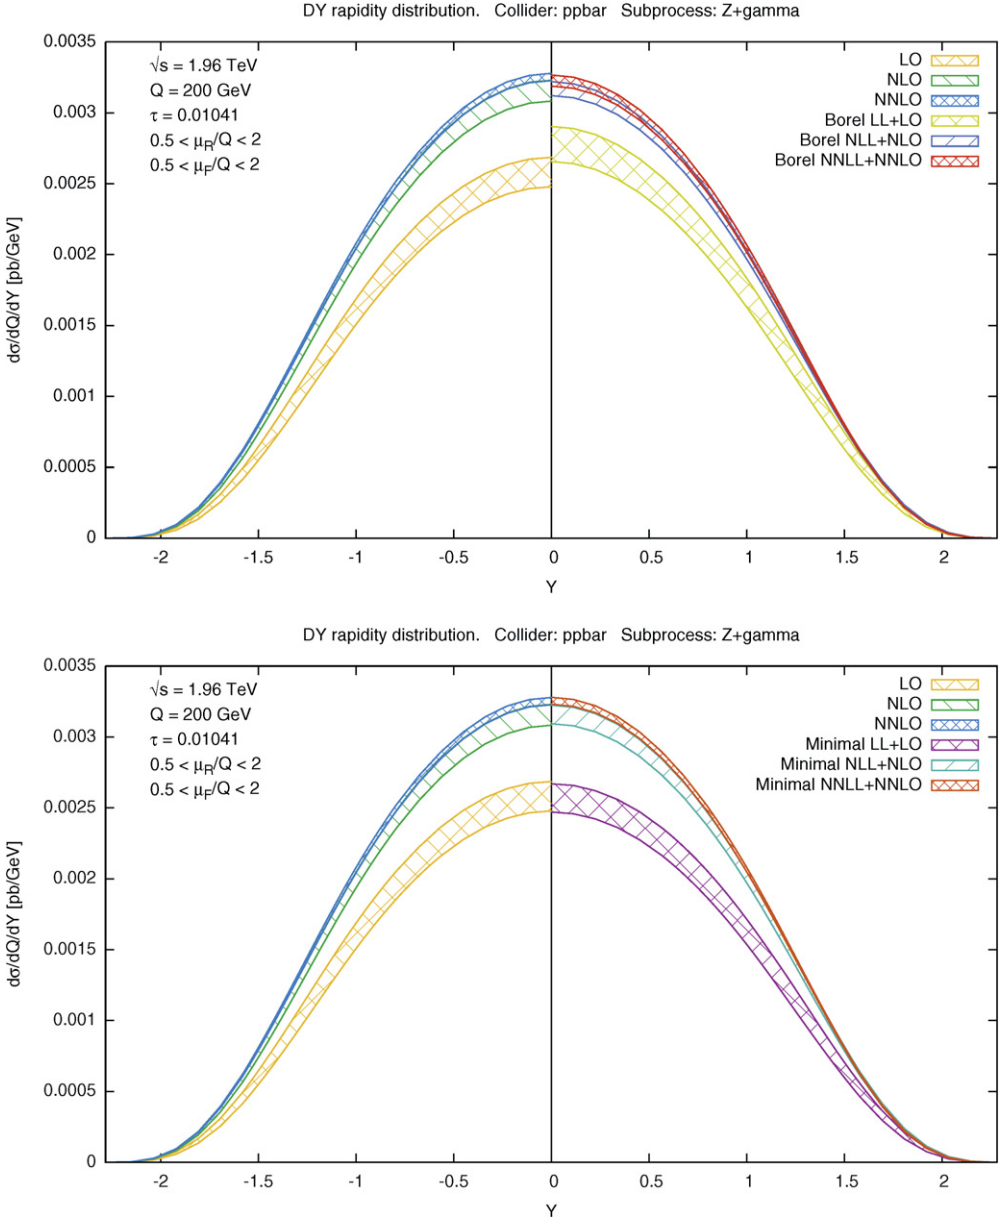 DY rapidity distribution. Collider: ppbar Subprocess: Z+gamma
0.0035
0.003
0.0025
0.002
0.0015
0.001
0.0005
0
dσ/dQ/dY [pb/GeV]
√s = 1.96 TeV
Q = 200 GeV
τ = 0.01041
0.5 < μR/Q < 2
0.5 < μF/Q < 2
LO
NLO
NNLO
Borel LL+LO
Borel NLL+NLO
Borel NNLL+NNLO
-2 -1.5 -1 -0.5 0 0.5 1 1.5 2
Y
DY rapidity distribution. Collider: ppbar Subprocess: Z+gamma
0.0035
0.003
0.0025
0.002
0.0015
0.001
0.0005
0
dσ/dQ/dY [pb/GeV]
√s = 1.96 TeV
Q = 200 GeV
τ = 0.01041
0.5 < μR/Q < 2
0.5 < μF/Q < 2
LO
NLO
NNLO
Minimal LL+LO
Minimal NLL+NLO
Minimal NNLL+NNLO
-2 -1.5 -1 -0.5 0 0.5 1 1.5 2
Y